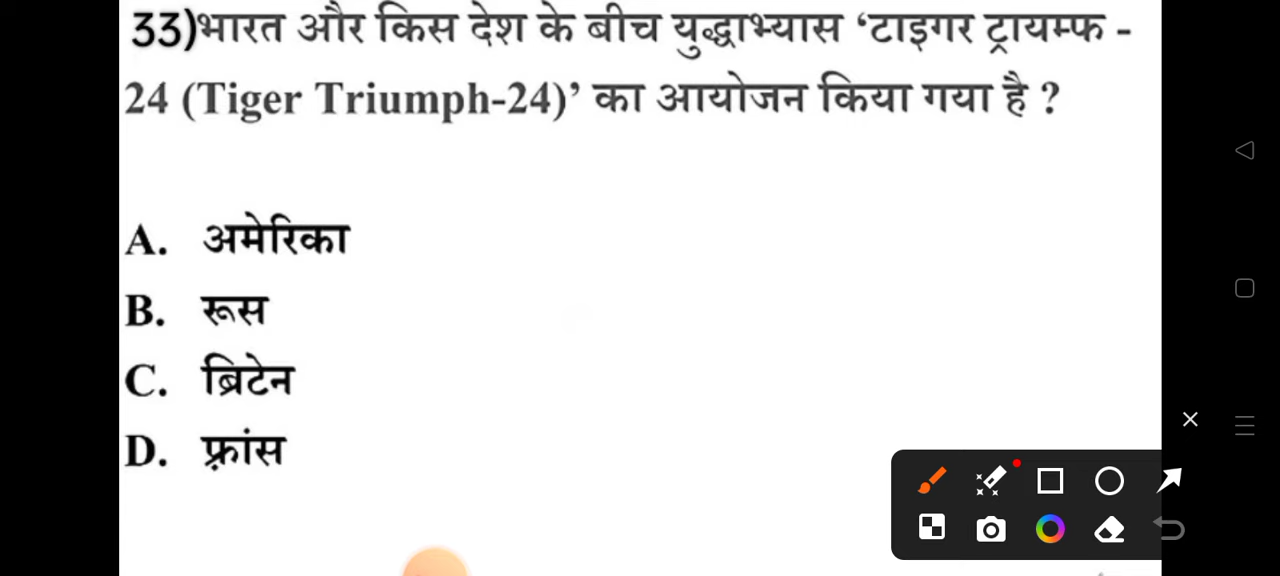 33)भारत और किस देश के बीच युद्धाभ्यास ‘टाइगर ट्रायम्फ -
24 (Tiger Triumph-24)’ का आयोजन किया गया है ?
A. अमेरिका
B. रूस
C. ब्रिटेन
D. फ़्रांस